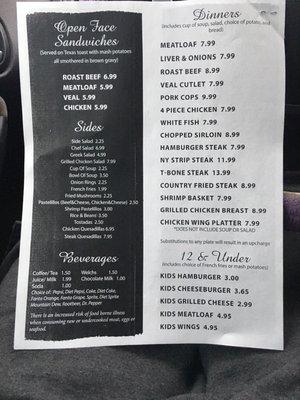 Open Face
Sandwiches
(Served on Texas toast with mash potatoes
all smothered in brown gravy)
ROAST BEEF 6.99
MEATLOAF 5.99
VEAL 5.99
CHICKEN 5.99
Sides
Side Salad 2.25
Chef Salad 6.99
Greek Salad 4.99
Grilled Chicken Salad 7.95
Cup Of Soup 2.25
Bowl Of Soup 3.50
Onion Rings 2.25
French Fries 1.99
Fried Mushrooms 2.25
Pastelillos (Beef&Cheese, Chicken&Cheese) 2.50
Shrimp Pastelillos 3.00
Rice & Beans 3.50
Tostadas 2.50
Chicken Quesadillas 6.95
Steak Quesadillas 7.95
Beverages
Coffee/Tea 1.50 Welchs 1.50
Juice/Milk 1.99 Chocolate Milk 1.00
Soda 1.00
Choice of: Pepsi, Diet Pepsi, Coke, Diet Coke,
Fanta Orange, Fanta Grape, Sprite, Diet Sprite
Mountain Dew, Rootbeer, Dr. Pepper
There is an increased risk of food borne illness
when consuming raw or undercooked meat, eggs or
seafood.
Dinners
(includes cup of soup, salad, choice of potato, and
bread)
MEATLOAF 7.99
LIVER & ONIONS 7.99
ROAST BEEF 8.99
VEAL CUTLET 7.99
PORK COPS 9.99
4 PIECE CHICKEN 7.99
WHITE FISH 7.99
CHOPPED SIRLOIN 8.99
HAMBURGER STEAK 7.99
NY STRIP STEAK 11.99
T-BONE STEAK 13.99
COUNTRY FRIED STEAK 8.99
SHRIMP BASKET 7.99
GRILLED CHICKEN BREAST 8.99
CHICKEN WING PLATTER 7.99
*DOES NOT INCLUDE SOUP OR SALAD
Substitutions to any plate will result in an upcharge
12 & Under
(includes choice of French fries or mash potatoes)
KIDS HAMBURGER 3.00
KIDS CHEESEBURGER 3.65
KIDS GRILLED CHEESE 2.99
KIDS MEATLOAF 4.95
KIDS WINGS 4.95